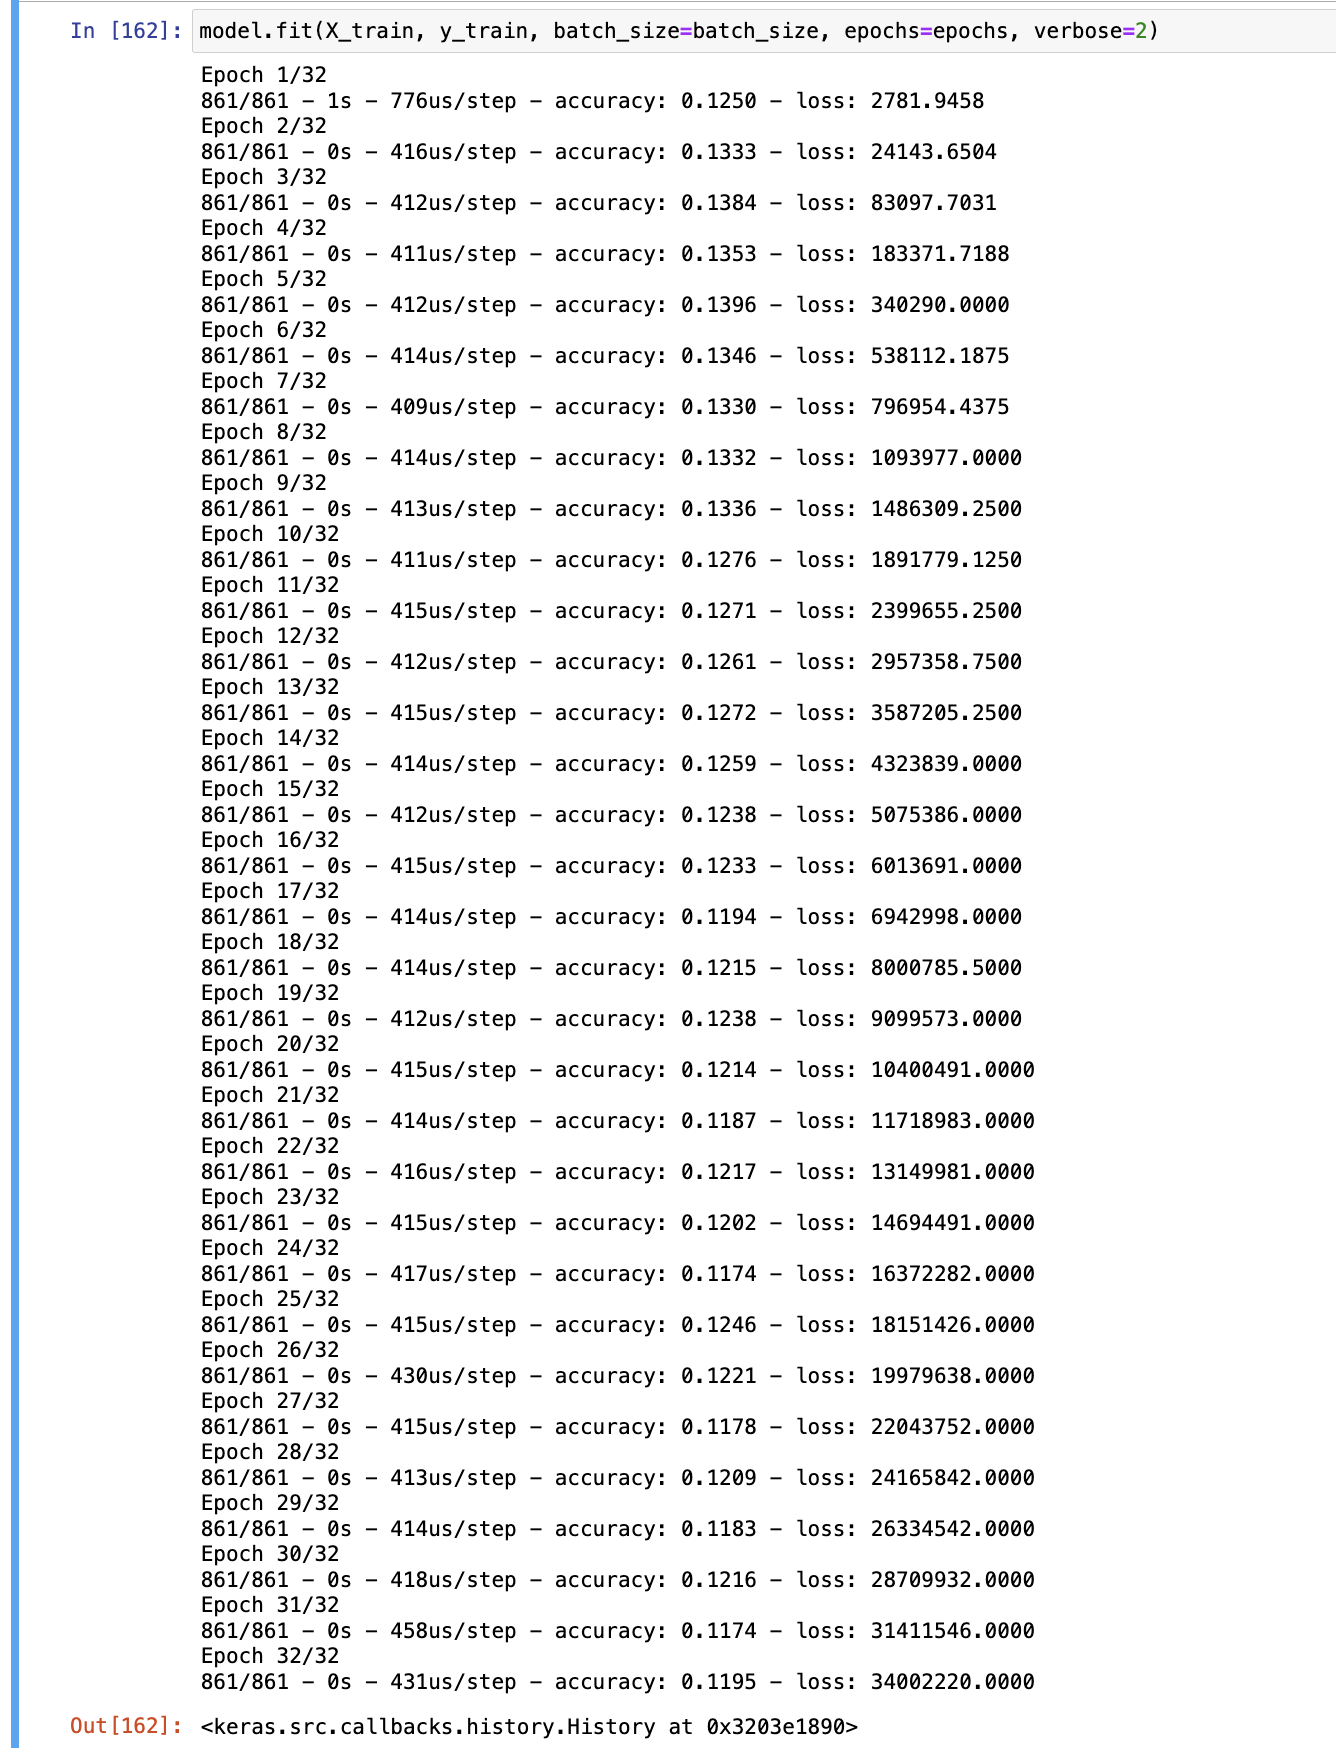 In [162]: model.fit(X_train, y_train, batch_size=batch_size, epochs=epochs, verbose=2)
Epoch 1/32
861/861 - 1s - 776us/step - accuracy: 0.1250 - loss: 2781.9458
Epoch 2/32
861/861 - 0s - 416us/step - accuracy: 0.1333 - loss: 24143.6504
Epoch 3/32
861/861 - 0s - 412us/step - accuracy: 0.1384 - loss: 83097.7031
Epoch 4/32
861/861 - 0s - 411us/step - accuracy: 0.1353 - loss: 183371.7188
Epoch 5/32
861/861 - 0s - 412us/step - accuracy: 0.1396 - loss: 340290.0000
Epoch 6/32
861/861 - 0s - 414us/step - accuracy: 0.1346 - loss: 538112.1875
Epoch 7/32
861/861 - 0s - 409us/step - accuracy: 0.1330 - loss: 796954.4375
Epoch 8/32
861/861 - 0s - 414us/step - accuracy: 0.1332 - loss: 1093977.0000
Epoch 9/32
861/861 - 0s - 413us/step - accuracy: 0.1336 - loss: 1486309.2500
Epoch 10/32
861/861 - 0s - 411us/step - accuracy: 0.1276 - loss: 1891779.1250
Epoch 11/32
861/861 - 0s - 415us/step - accuracy: 0.1271 - loss: 2399655.2500
Epoch 12/32
861/861 - 0s - 412us/step - accuracy: 0.1261 - loss: 2957358.7500
Epoch 13/32
861/861 - 0s - 415us/step - accuracy: 0.1272 - loss: 3587205.2500
Epoch 14/32
861/861 - 0s - 414us/step - accuracy: 0.1259 - loss: 4323839.0000
Epoch 15/32
861/861 - 0s - 412us/step - accuracy: 0.1238 - loss: 5075386.0000
Epoch 16/32
861/861 - 0s - 415us/step - accuracy: 0.1233 - loss: 6013691.0000
Epoch 17/32
861/861 - 0s - 414us/step - accuracy: 0.1194 - loss: 6942998.0000
Epoch 18/32
861/861 - 0s - 414us/step - accuracy: 0.1215 - loss: 8000785.5000
Epoch 19/32
861/861 - 0s - 412us/step - accuracy: 0.1238 - loss: 9099573.0000
Epoch 20/32
861/861 - 0s - 415us/step - accuracy: 0.1214 - loss: 10400491.0000
Epoch 21/32
861/861 - 0s - 414us/step - accuracy: 0.1187 - loss: 11718983.0000
Epoch 22/32
861/861 - 0s - 416us/step - accuracy: 0.1217 - loss: 13149981.0000
Epoch 23/32
861/861 - 0s - 415us/step - accuracy: 0.1202 - loss: 14694491.0000
Epoch 24/32
861/861 - 0s - 417us/step - accuracy: 0.1174 - loss: 16372282.0000
Epoch 25/32
861/861 - 0s - 415us/step - accuracy: 0.1246 - loss: 18151426.0000
Epoch 26/32
861/861 - 0s - 430us/step - accuracy: 0.1221 - loss: 19979638.0000
Epoch 27/32
861/861 - 0s - 415us/step - accuracy: 0.1178 - loss: 22043752.0000
Epoch 28/32
861/861 - 0s - 413us/step - accuracy: 0.1209 - loss: 24165842.0000
Epoch 29/32
861/861 - 0s - 414us/step - accuracy: 0.1183 - loss: 26334542.0000
Epoch 30/32
861/861 - 0s - 418us/step - accuracy: 0.1216 - loss: 28709932.0000
Epoch 31/32
861/861 - 0s - 458us/step - accuracy: 0.1174 - loss: 31411546.0000
Epoch 32/32
861/861 - 0s - 431us/step - accuracy: 0.1195 - loss: 34002220.0000
Out[162]: <keras.src.callbacks.history.History at 0x3203e1890>